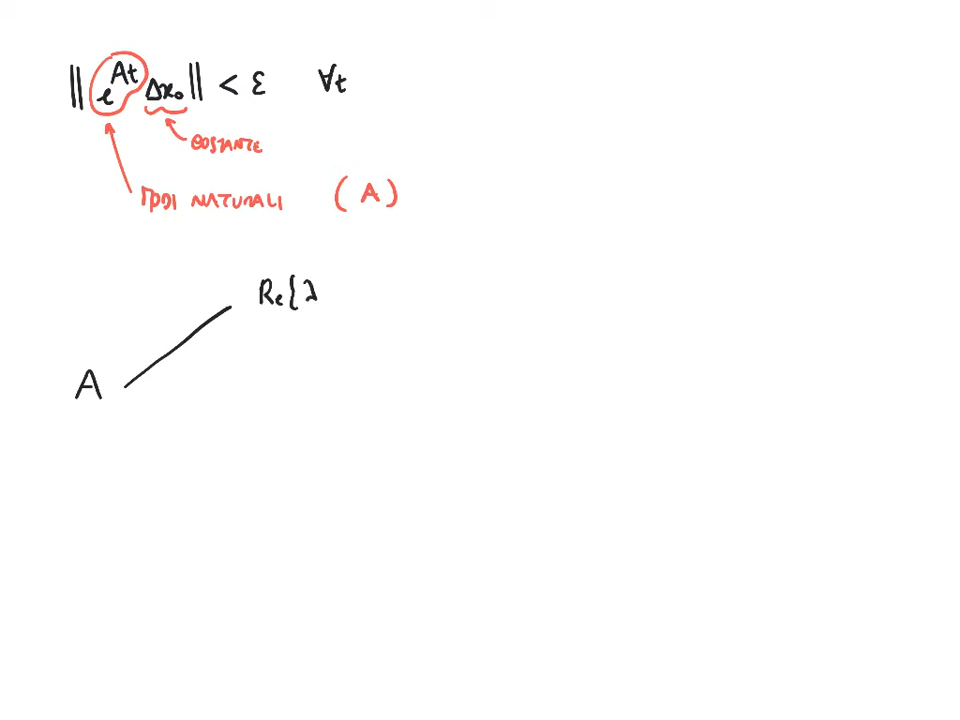 ‖ e^{At} Δx₀ ‖ < ε ∀t
COSTANTE
MODI NATURALI (A)
Re{λ
A